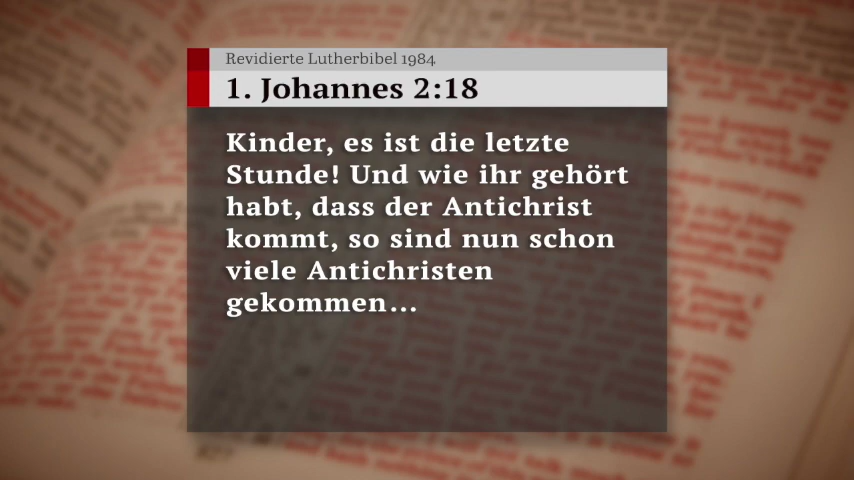 Revidierte Lutherbibel 1984
1. Johannes 2:18
Kinder, es ist die letzte
Stunde! Und wie ihr gehört
habt, dass der Antichrist
kommt, so sind nun schon
viele Antichristen
gekommen...